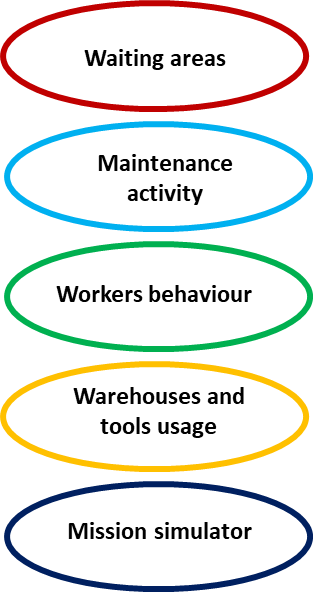 Waiting areas
Maintenance
activity
Workers behaviour
Warehouses and
tools usage
Mission simulator